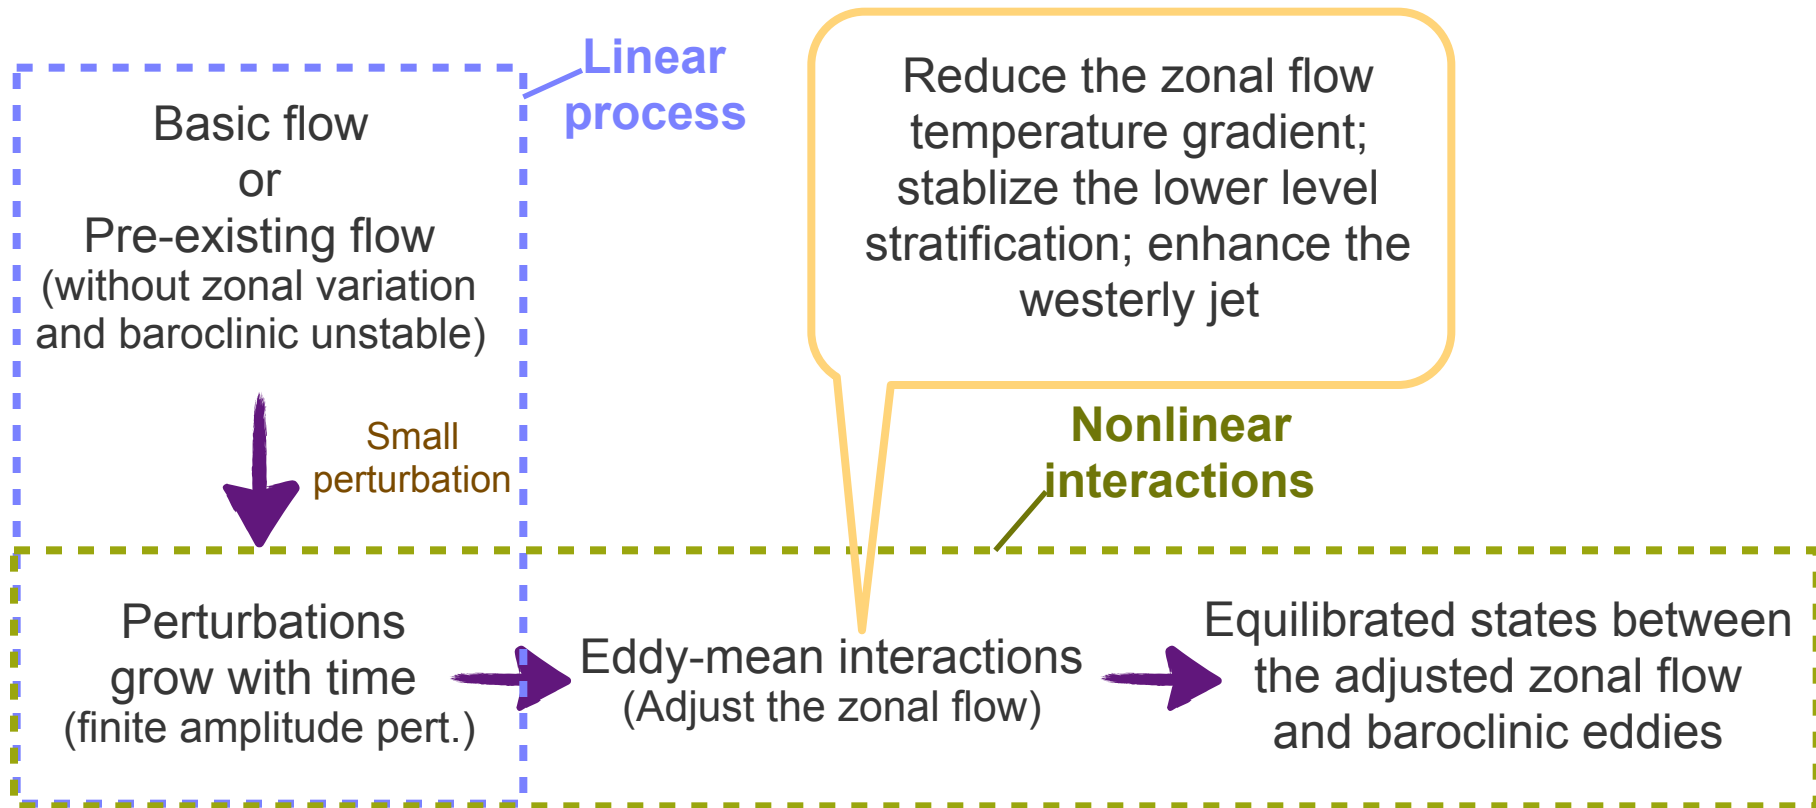 Linear
process
Basic flow
or
Pre-existing flow
(without zonal variation
and baroclinic unstable)
Reduce the zonal flow
temperature gradient;
stablize the lower level
stratification; enhance the
westerly jet
Small
perturbation
Nonlinear
interactions
Perturbations
grow with time
(finite amplitude pert.)
Eddy-mean interactions
(Adjust the zonal flow)
Equilibrated states between
the adjusted zonal flow
and baroclinic eddies